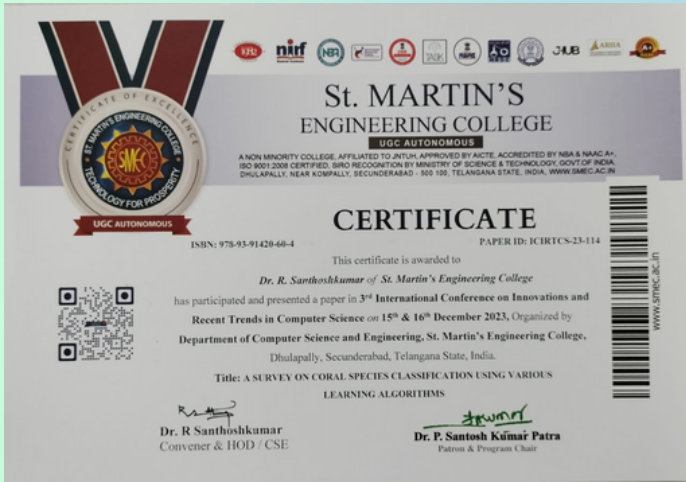 nirf
NBA
TASK
J-HUB
ARIIA
A+
CERTIFICATE OF EXCELLENCE
ST. MARTIN'S ENGINEERING COLLEGE
SMEC
TECHNOLOGY FOR PROSPERITY
UGC AUTONOMOUS
St. MARTIN'S
ENGINEERING COLLEGE
UGC AUTONOMOUS
A NON MINORITY COLLEGE, AFFILIATED TO JNTUH, APPROVED BY AICTE, ACCREDITED BY NBA & NAAC A+,
ISO 9001:2008 CERTIFIED, SIRO RECOGNITION BY MINISTRY OF SCIENCE & TECHNOLOGY, GOVT.OF INDIA.
DHULAPALLY, NEAR KOMPALLY, SECUNDERABAD - 500 100, TELANGANA STATE, INDIA, WWW.SMEC.AC.IN
CERTIFICATE
ISBN: 978-93-91420-60-4
PAPER ID: ICIRTCS-23-114
This certificate is awarded to
Dr. R. Santhoshkumar of St. Martin's Engineering College
has participated and presented a paper in 3rd International Conference on Innovations and
Recent Trends in Computer Science on 15th & 16th December 2023, Organized by
Department of Computer Science and Engineering, St. Martin's Engineering College,
Dhulapally, Secunderabad, Telangana State, India.
Title: A SURVEY ON CORAL SPECIES CLASSIFICATION USING VARIOUS
LEARNING ALGORITHMS
Dr. R Santhoshkumar
Convener & HOD / CSE
Dr. P. Santosh Kumar Patra
Patron & Program Chair
www.smec.ac.in